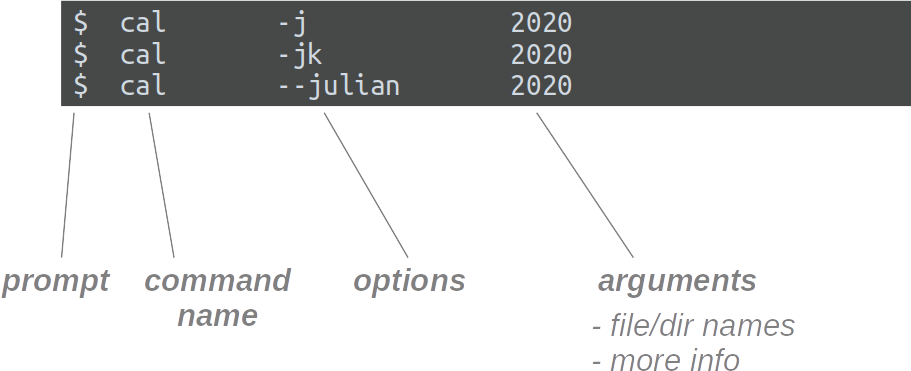 $ cal -j 2020
$ cal -jk 2020
$ cal --julian 2020
prompt
command
name
options
arguments
- file/dir names
- more info